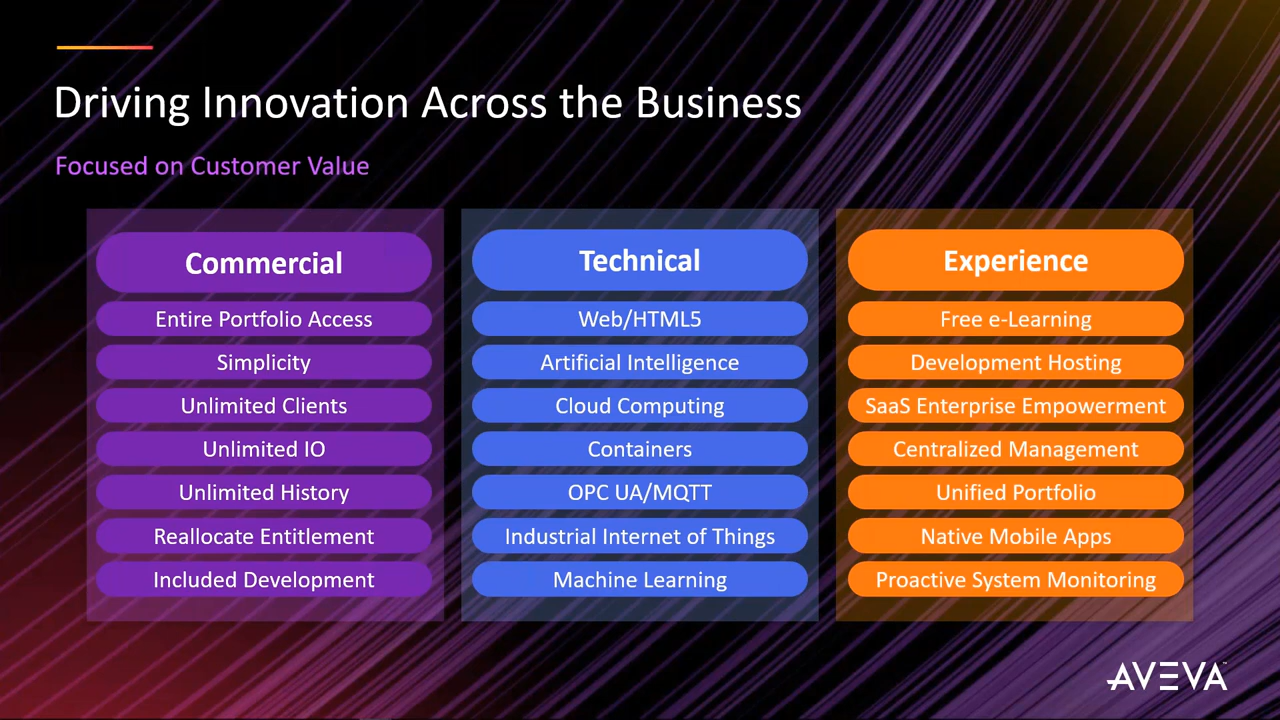 Driving Innovation Across the Business
Focused on Customer Value
Commercial
Entire Portfolio Access
Simplicity
Unlimited Clients
Unlimited IO
Unlimited History
Reallocate Entitlement
Included Development
Technical
Web/HTML5
Artificial Intelligence
Cloud Computing
Containers
OPC UA/MQTT
Industrial Internet of Things
Machine Learning
Experience
Free e-Learning
Development Hosting
SaaS Enterprise Empowerment
Centralized Management
Unified Portfolio
Native Mobile Apps
Proactive System Monitoring
AVEVA™